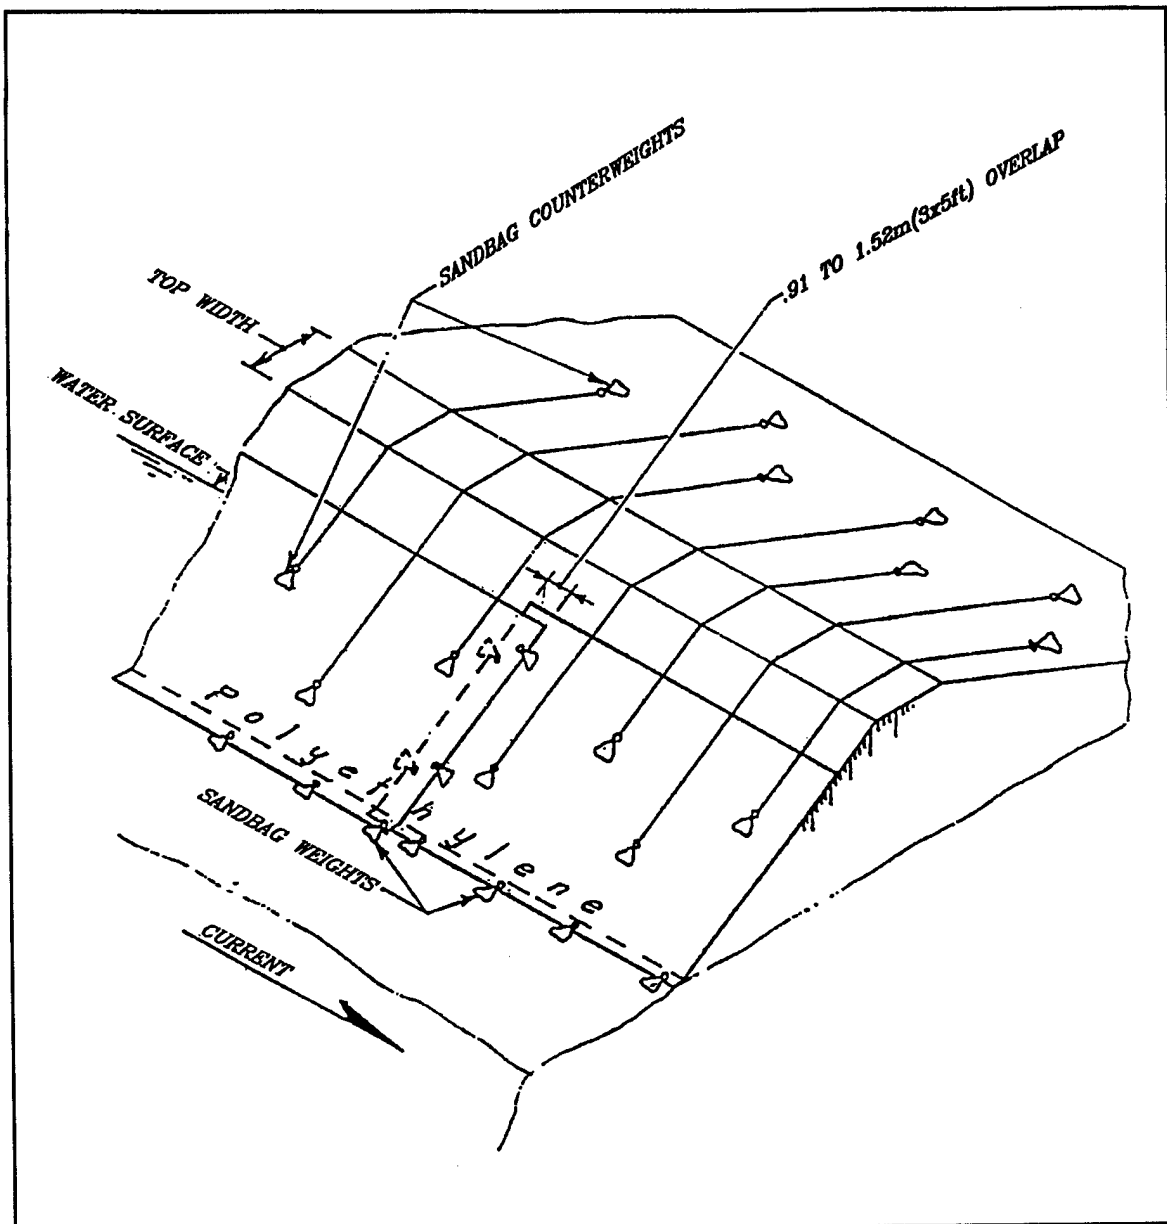 SANDBAG COUNTERWEIGHTS
.91 TO 1.52m(3x5ft) OVERLAP
TOP WIDTH
WATER SURFACE
Polyethylene
SANDBAG WEIGHTS
CURRENT